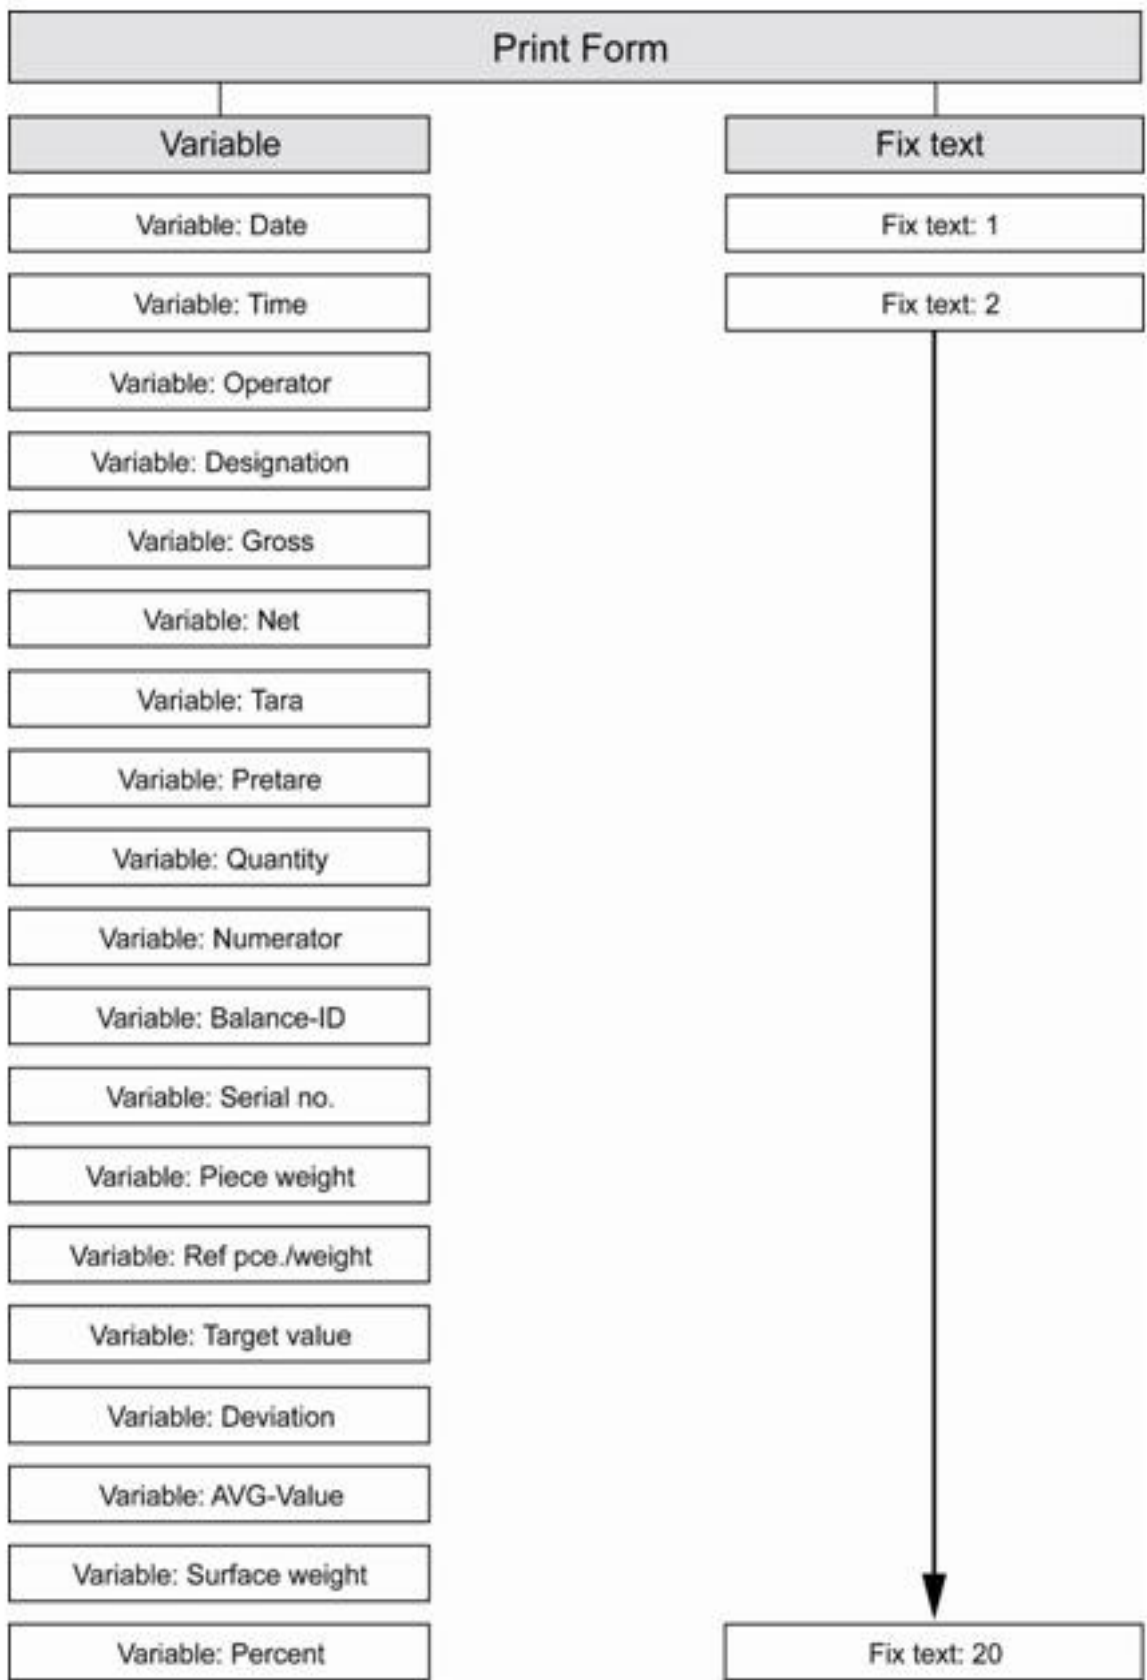 Print Form
Variable
Fix text
Variable: Date
Fix text: 1
Variable: Time
Fix text: 2
Variable: Operator
Variable: Designation
Variable: Gross
Variable: Net
Variable: Tara
Variable: Pretare
Variable: Quantity
Variable: Numerator
Variable: Balance-ID
Variable: Serial no.
Variable: Piece weight
Variable: Ref pce./weight
Variable: Target value
Variable: Deviation
Variable: AVG-Value
Variable: Surface weight
Variable: Percent
Fix text: 20